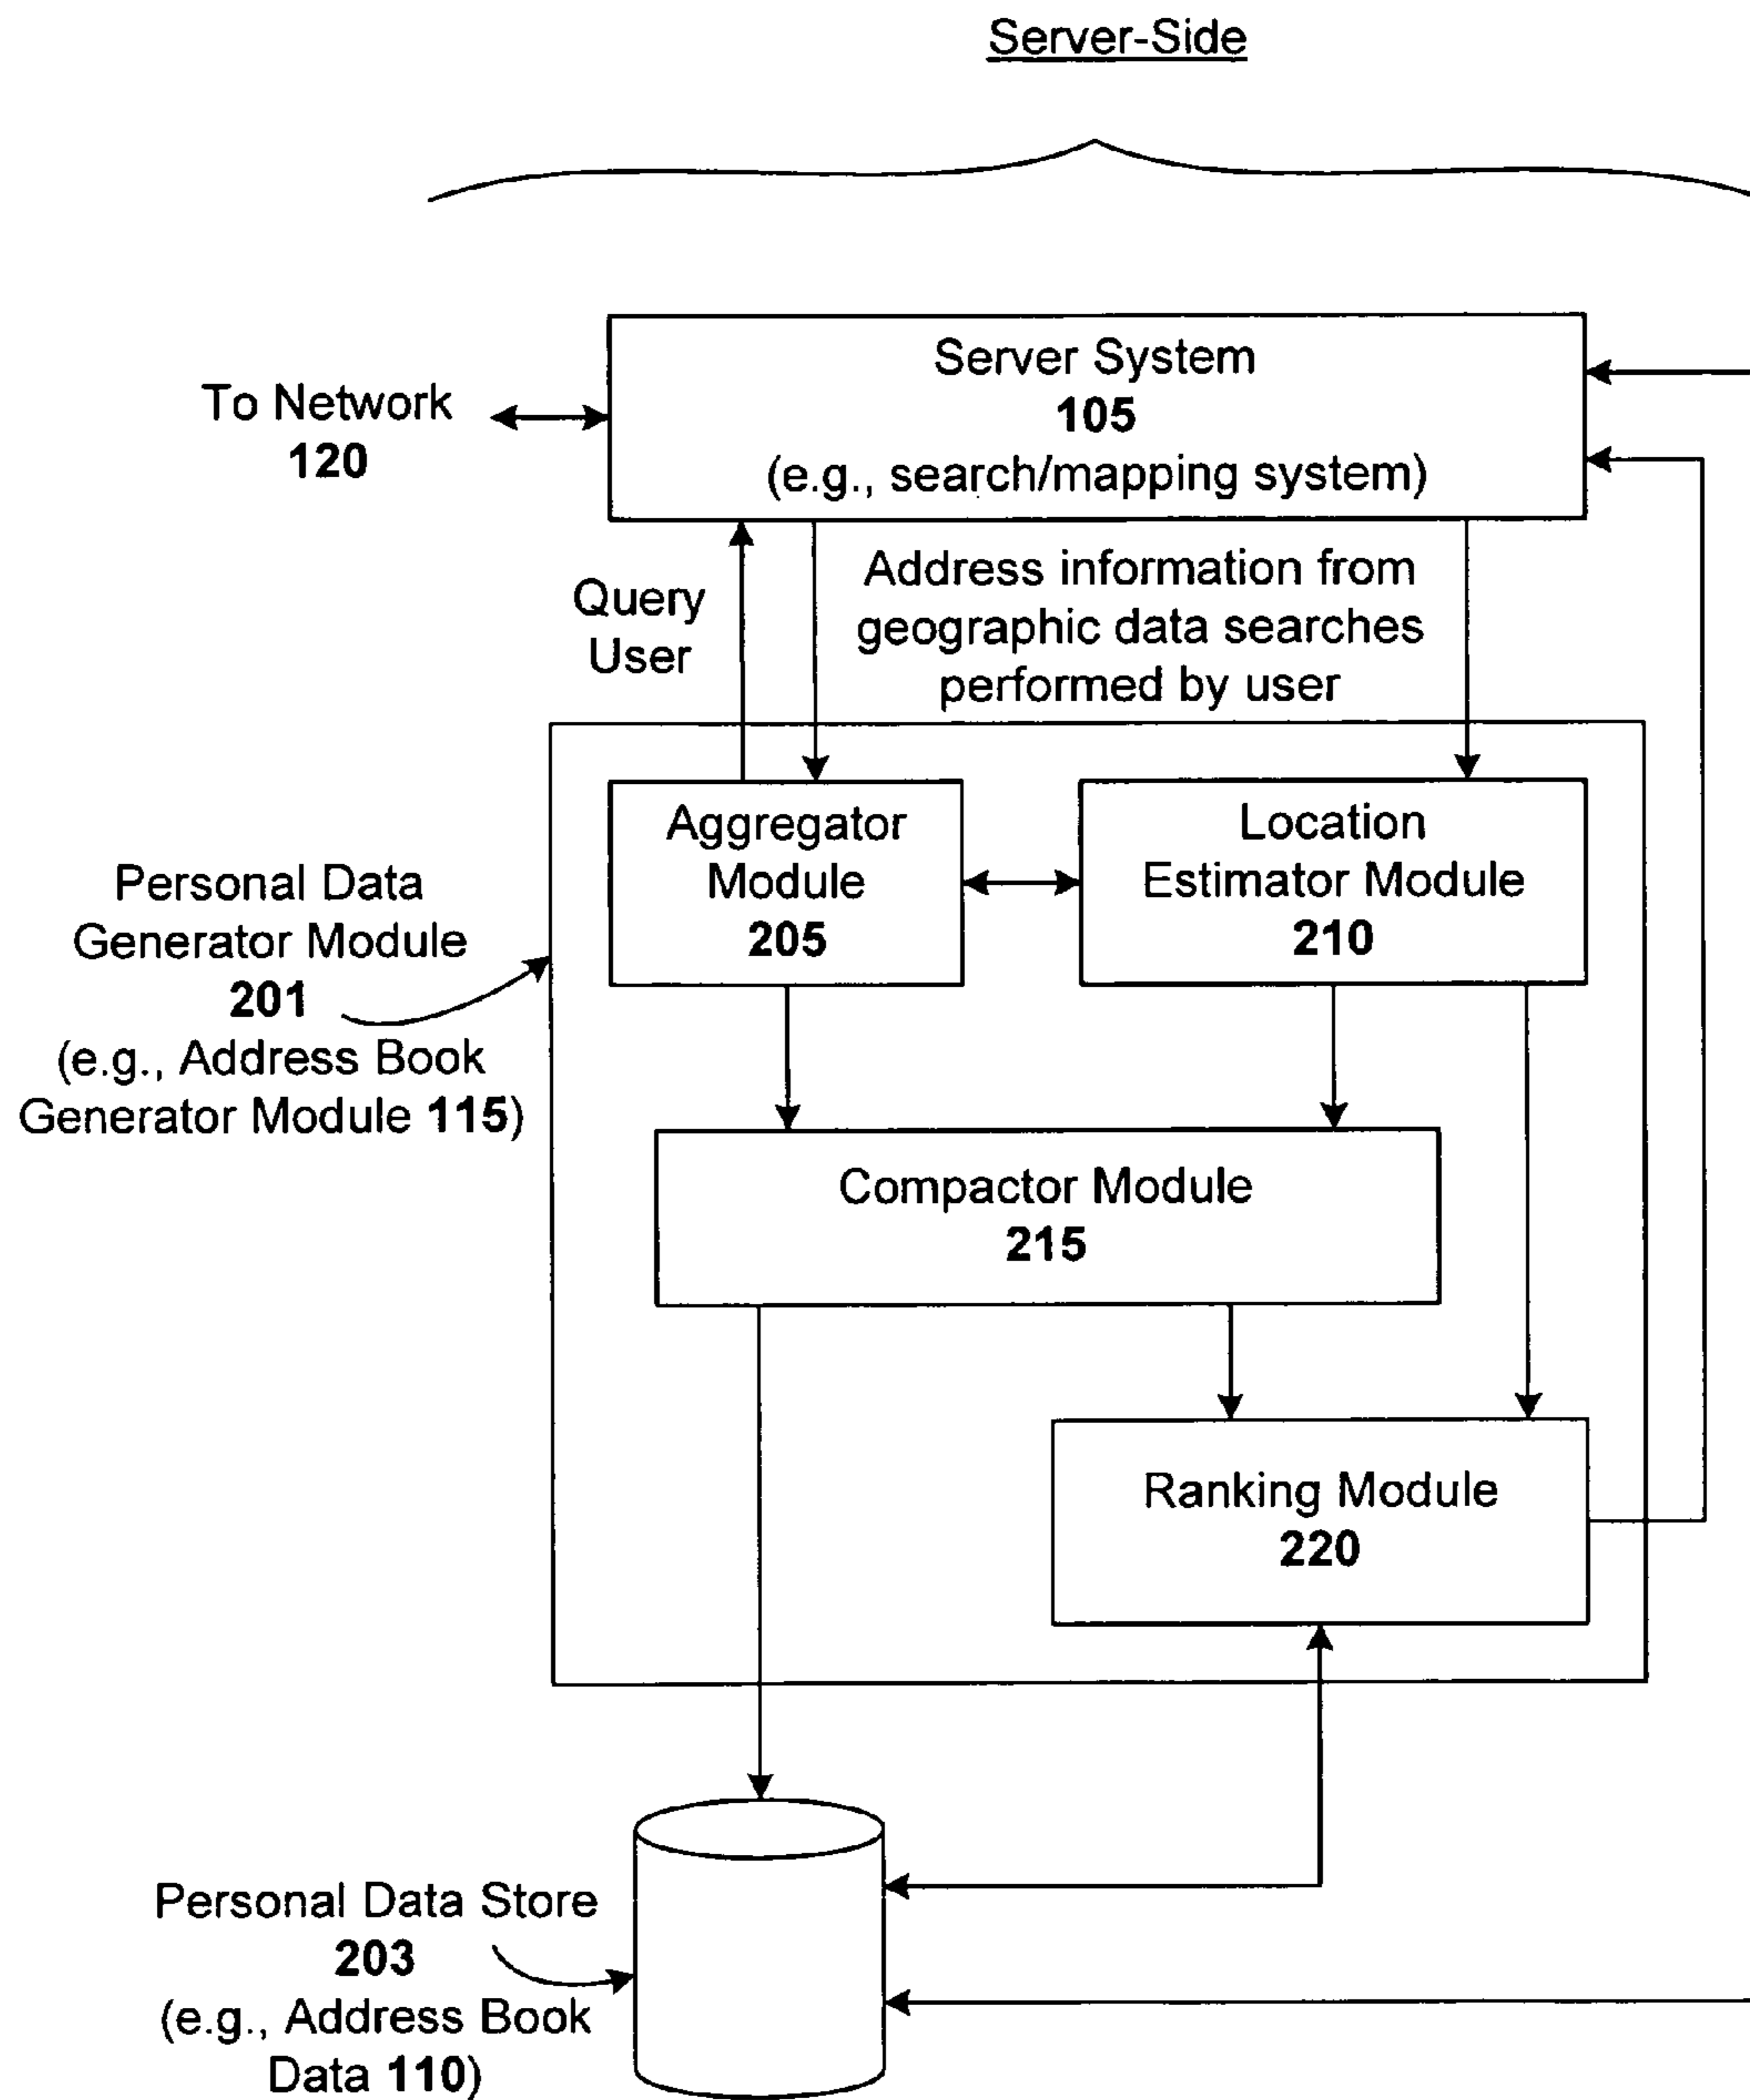 Server-Side
Server System
105
(e.g., search/mapping system)
To Network
120
Query
User
Address information from
geographic data searches
performed by user
Aggregator
Module
205
Location
Estimator Module
210
Personal Data
Generator Module
201
(e.g., Address Book
Generator Module 115)
Compactor Module
215
Ranking Module
220
Personal Data Store
203
(e.g., Address Book
Data 110)